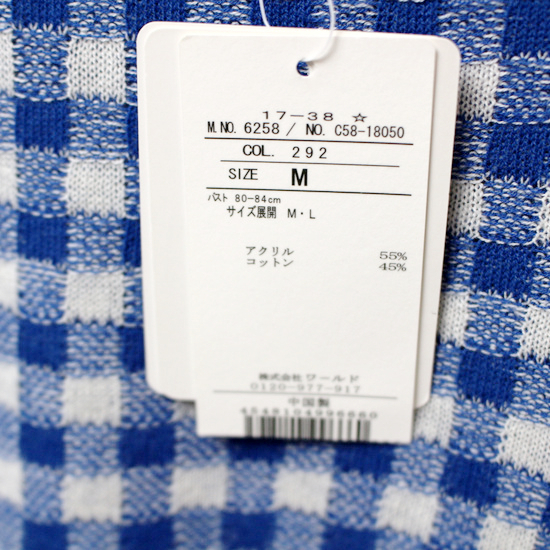 17-38 ☆
M.NO. 6258 / NO. C58-18050
COL. 292
SIZE M
バスト 80-84cm
サイズ展開 M・L
アクリル 55%
コットン 45%
株式会社ワールド
0120-977-917
中国製
4548104996660